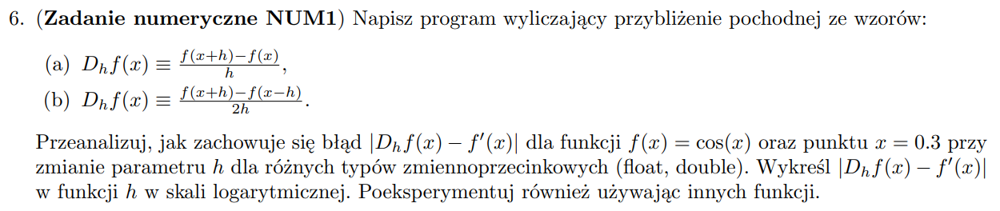 6. (Zadanie numeryczne NUM1) Napisz program wyliczający przybliżenie pochodnej ze wzorów:
(a) $D_h f(x) \equiv \frac{f(x+h)-f(x)}{h}$,
(b) $D_h f(x) \equiv \frac{f(x+h)-f(x-h)}{2h}$.
Przeanalizuj, jak zachowuje się błąd $|D_h f(x) - f'(x)|$ dla funkcji $f(x) = \cos(x)$ oraz punktu $x = 0.3$ przy
zmianie parametru $h$ dla różnych typów zmiennoprzecinkowych (float, double). Wykreśl $|D_h f(x) - f'(x)|$
w funkcji $h$ w skali logarytmicznej. Poeksperymentuj również używając innych funkcji.